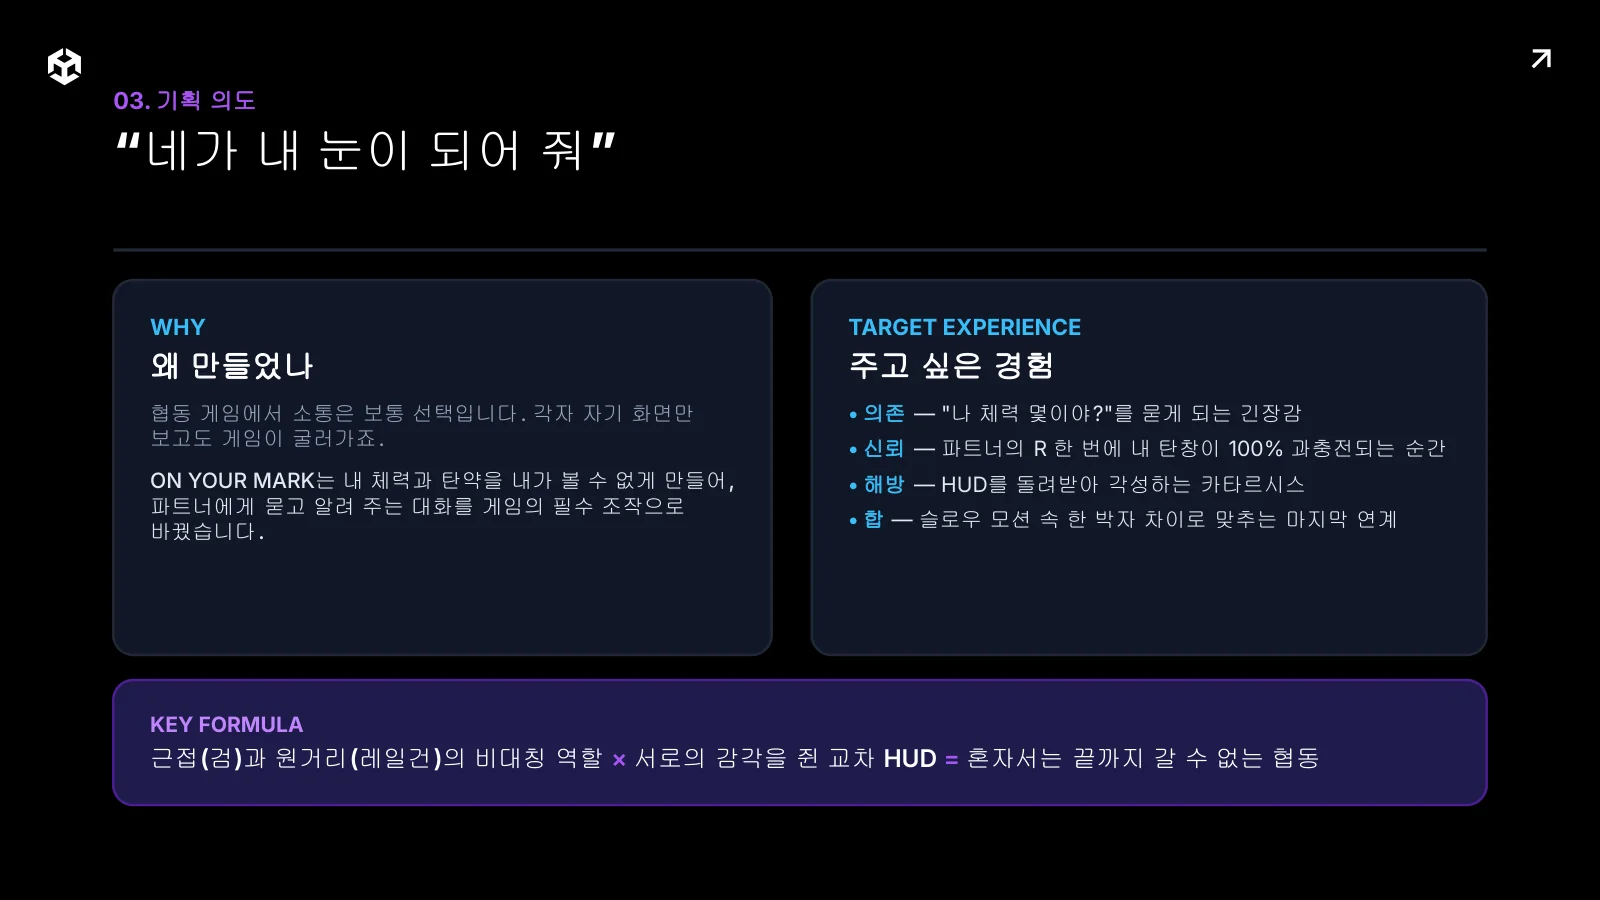 03. 기획 의도
“네가 내 눈이 되어 줘”
WHY
왜 만들었나
협동 게임에서 소통은 보통 선택입니다. 각자 자기 화면만
보고도 게임이 굴러가죠.
ON YOUR MARK는 내 체력과 탄약을 내가 볼 수 없게 만들어,
파트너에게 묻고 알려 주는 대화를 게임의 필수 조작으로
바꿨습니다.
TARGET EXPERIENCE
주고 싶은 경험
• 의존 — "나 체력 몇이야?"를 묻게 되는 긴장감
• 신뢰 — 파트너의 R 한 번에 내 탄창이 100% 과충전되는 순간
• 해방 — HUD를 돌려받아 각성하는 카타르시스
• 합 — 슬로우 모션 속 한 박자 차이로 맞추는 마지막 연계
KEY FORMULA
근접(검)과 원거리(레일건)의 비대칭 역할 × 서로의 감각을 쥔 교차 HUD = 혼자서는 끝까지 갈 수 없는 협동